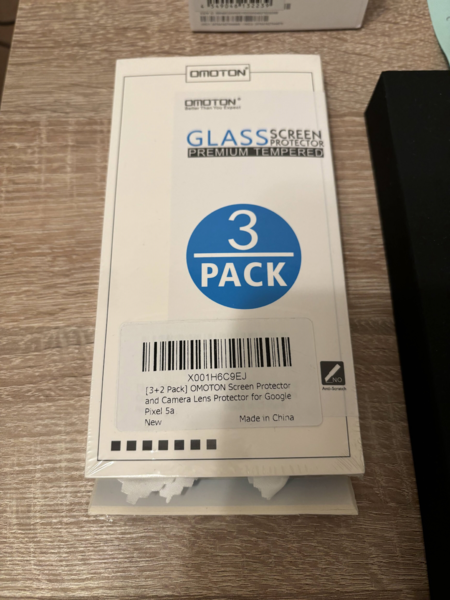 OMOTON®
OMOTON®
Better Than You Expect
GLASS SCREEN PROTECTOR
PREMIUM TEMPERED
3
PACK
X001H6C9EJ
[3+2 Pack] OMOTON Screen Protector
and Camera Lens Protector for Google
Pixel 5a
New
Made in China
NO